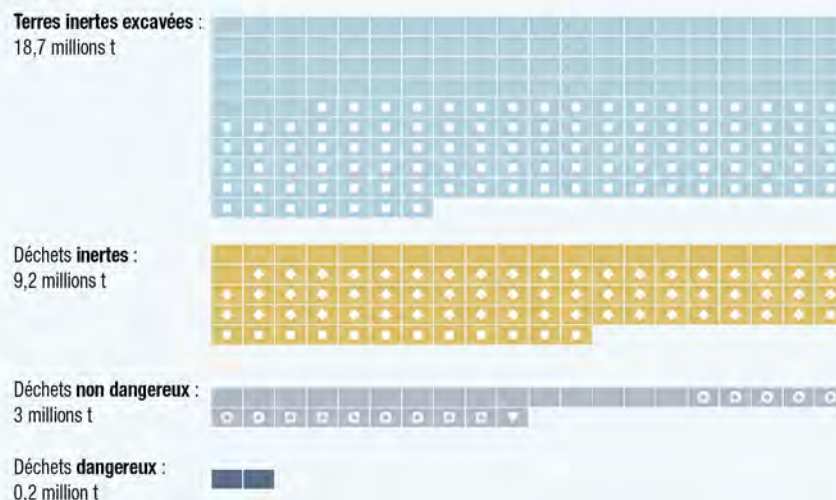 Terres inertes excavées :
18,7 millions t
Déchets inertes :
9,2 millions t
Déchets non dangereux :
3 millions t
Déchets dangereux :
0,2 million t